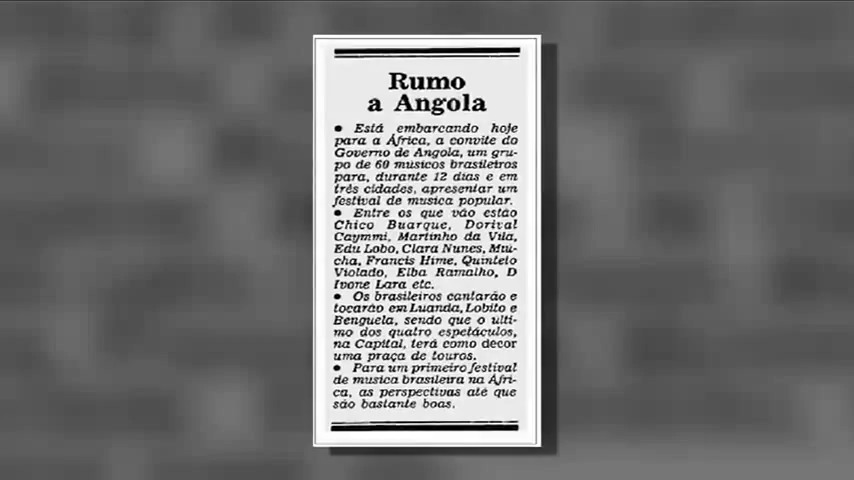 Rumo
a Angola
• Está embarcando hoje
para a África, a convite do
Governo de Angola, um gru-
po de 60 músicos brasileiros
para, durante 12 dias e em
três cidades, apresentar um
festival de musica popular.
• Entre os que vão estão
Chico Buarque, Dorival
Caymmi, Martinho da Vila,
Edu Lobo, Clara Nunes, Miú-
cha, Francis Hime, Quinteto
Violado, Elba Ramalho, D
Ivone Lara etc.
• Os brasileiros cantarão e
tocarão em Luanda, Lobito e
Benguela, sendo que o últi-
mo dos quatro espetáculos,
na Capital, terá como décor
uma praça de touros.
• Para um primeiro festival
de musica brasileira na Áfri-
ca, as perspectivas até que
são bastante boas.